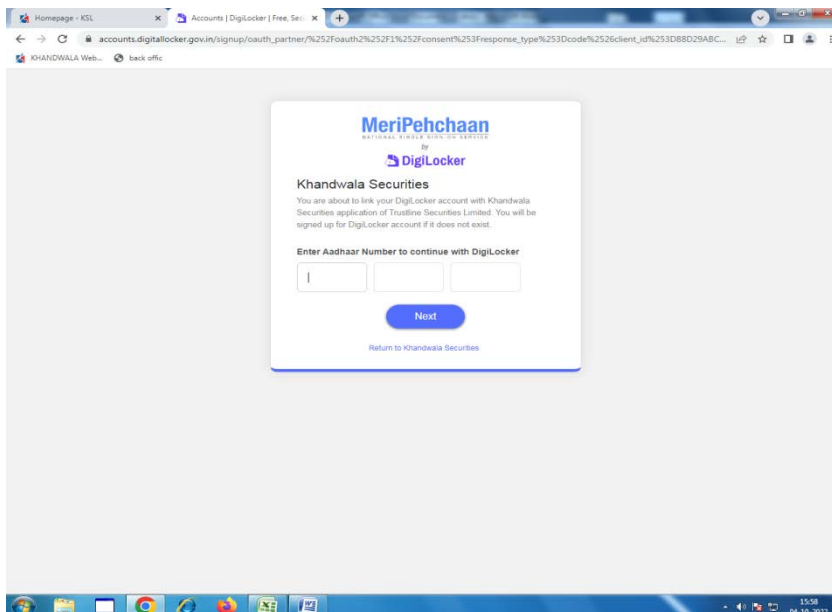 Homepage - KSL
Accounts | DigiLocker | Free, Sec
accounts.digitallocker.gov.in/signup/oauth_partner/%252Foauth2%252F1%252Fconsent%253Fresponse_type%253Dcode%2526client_id%253D88D29ABC...
KHANDWALA Web... back offic
MeriPehchaan
NATIONAL SINGLE SIGN-ON SERVICE
by
DigiLocker
Khandwala Securities
You are about to link your DigiLocker account with Khandwala
Securities application of Trustline Securities Limited. You will be
signed up for DigiLocker account if it does not exist.
Enter Aadhaar Number to continue with DigiLocker
Next
Return to Khandwala Securities
15:58